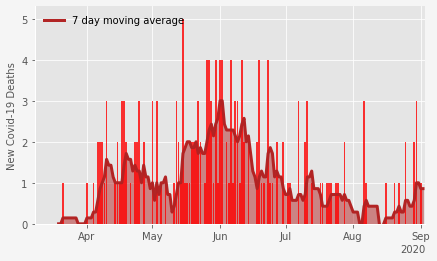 7 day moving average
New Covid-19 Deaths
5
4
3
2
1
0
Apr
May
Jun
Jul
Aug
Sep
2020